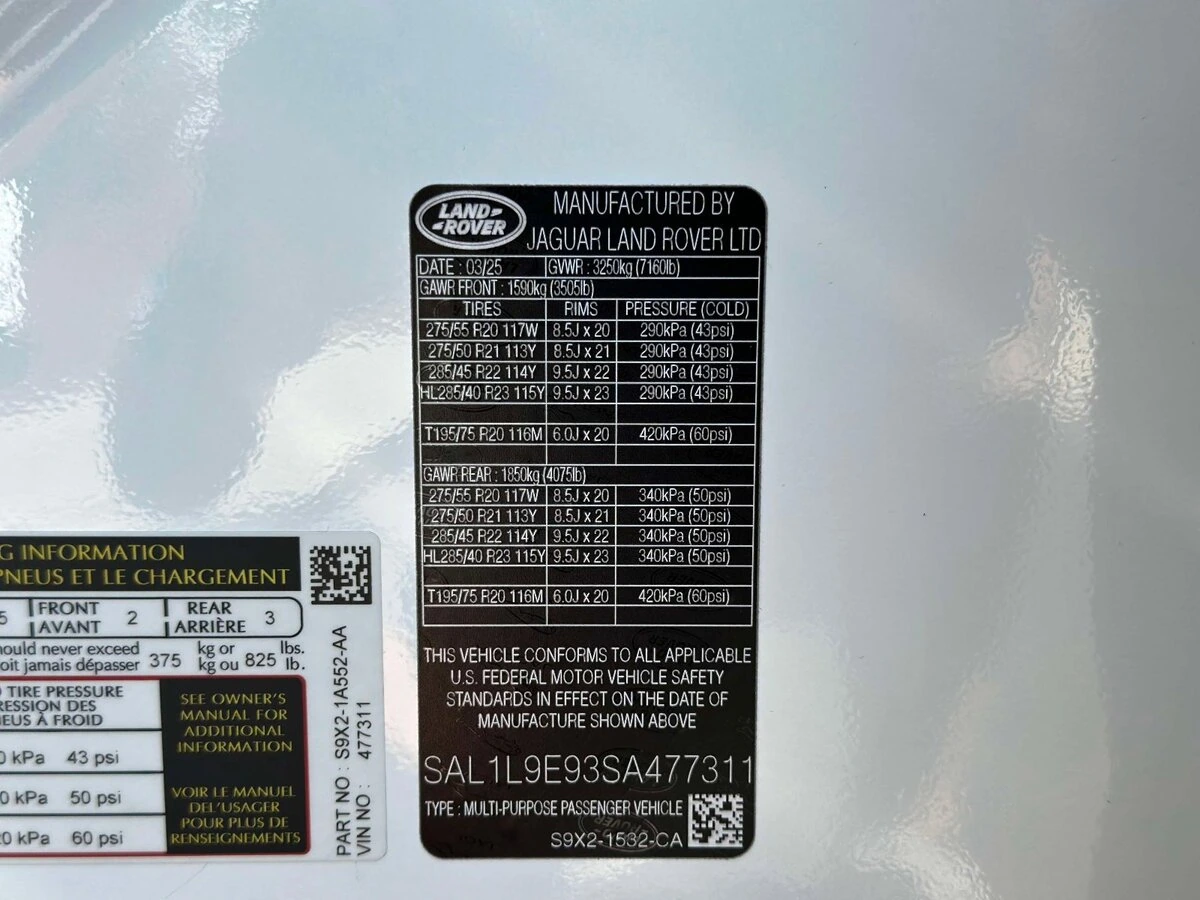 LAND ROVER
MANUFACTURED BY
JAGUAR LAND ROVER LTD
DATE : 03/25 GVWR : 3250kg (7160lb)
GAWR FRONT : 1590kg (3505lb)
TIRES RIMS PRESSURE (COLD)
275/55 R20 117W 8.5J x 20 290kPa (43psi)
275/50 R21 113Y 8.5J x 21 290kPa (43psi)
285/45 R22 114Y 9.5J x 22 290kPa (43psi)
HL285/40 R23 115Y 9.5J x 23 290kPa (43psi)
T195/75 R20 116M 6.0J x 20 420kPa (60psi)
GAWR REAR : 1850kg (4075lb)
275/55 R20 117W 8.5J x 20 340kPa (50psi)
275/50 R21 113Y 8.5J x 21 340kPa (50psi)
285/45 R22 114Y 9.5J x 22 340kPa (50psi)
HL285/40 R23 115Y 9.5J x 23 340kPa (50psi)
T195/75 R20 116M 6.0J x 20 420kPa (60psi)
THIS VEHICLE CONFORMS TO ALL APPLICABLE
U.S. FEDERAL MOTOR VEHICLE SAFETY
STANDARDS IN EFFECT ON THE DATE OF
MANUFACTURE SHOWN ABOVE
SAL1L9E93SA477311
TYPE : MULTI-PURPOSE PASSENGER VEHICLE
S9X2-1532-CA
G INFORMATION
PNEUS ET LE CHARGEMENT
5 FRONT 2 REAR 3
AVANT ARRIÈRE
hould never exceed 375 kg or 825 lbs.
oit jamais dépasser kg ou lb.
TIRE PRESSURE
RESSION DES
NEUS À FROID
0 kPa 43 psi
0 kPa 50 psi
20 kPa 60 psi
SEE OWNER'S
MANUAL FOR
ADDITIONAL
INFORMATION
VOIR LE MANUEL
DEL'USAGER
POUR PLUS DE
RENSEIGNEMENTS
PART NO : S9X2-1A552-AA
VIN NO : 477311